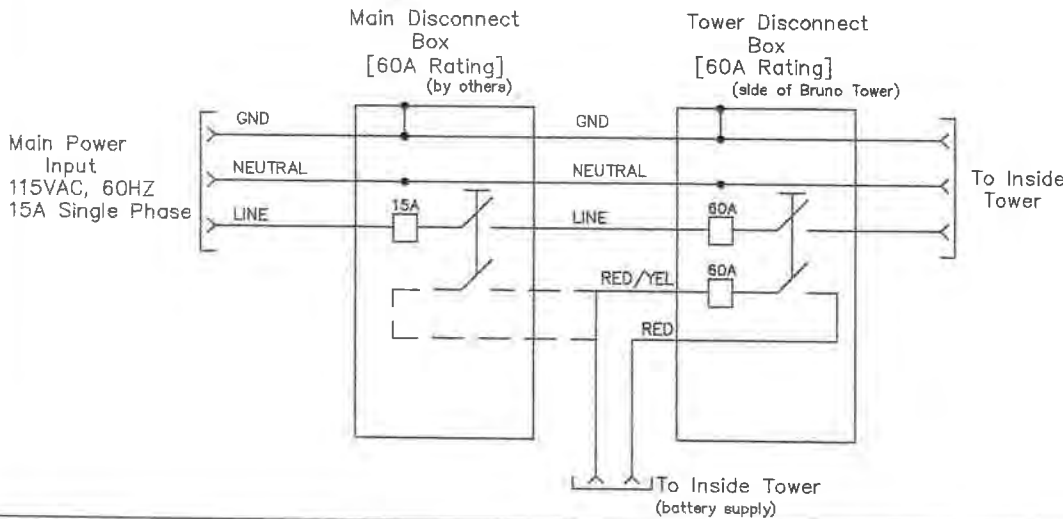 Main Disconnect
Box
[60A Rating]
(by others)
Tower Disconnect
Box
[60A Rating]
(side of Bruno Tower)
Main Power
Input
115VAC, 60HZ
15A Single Phase
GND
GND
NEUTRAL
NEUTRAL
LINE
15A
LINE
60A
To Inside
Tower
RED/YEL
60A
RED
To Inside Tower
(battery supply)